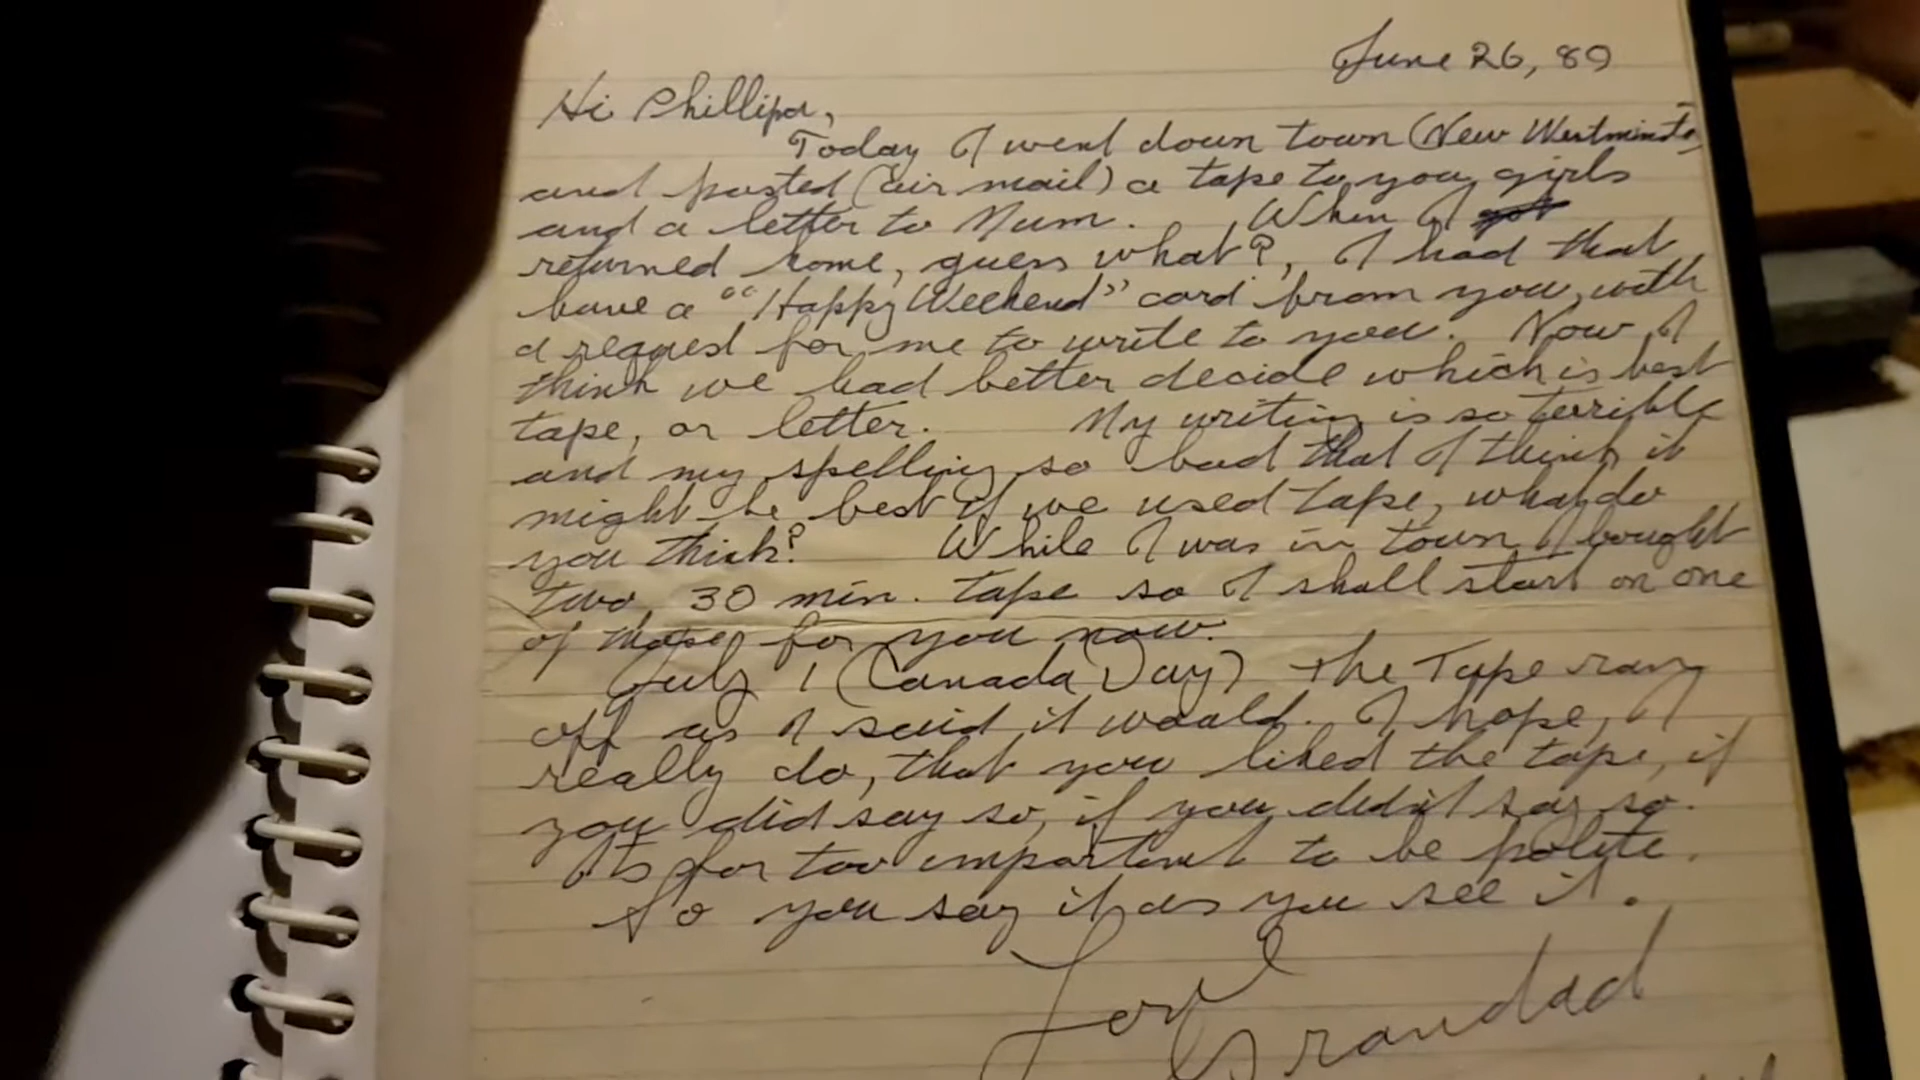 June 26, 89
Hi Phillipa,
Today I went down town (New Westminster
and posted (air mail) a tape to you girls
and a letter to Mum. When I got
returned home, guess what?, I had that
have a "Happy Weekend" card from you, with
a request for me to write to you. Now I
think we had better decide which is best
tape, or letter. My writing is so terrible
and my spelling so bad that I think it
might be best if we used tape, what do
you think? While I was in town I bought
two, 30 min. tape so I shall start on one
of those for you now.
July 1 (Canada Day) The Tape rang
off as I said it would. I hope, I
really do, that you liked the tape, if
you did say so, if you didn't say so.
Its far too important to be polite.
So you say it as you see it.
Love
Grandad